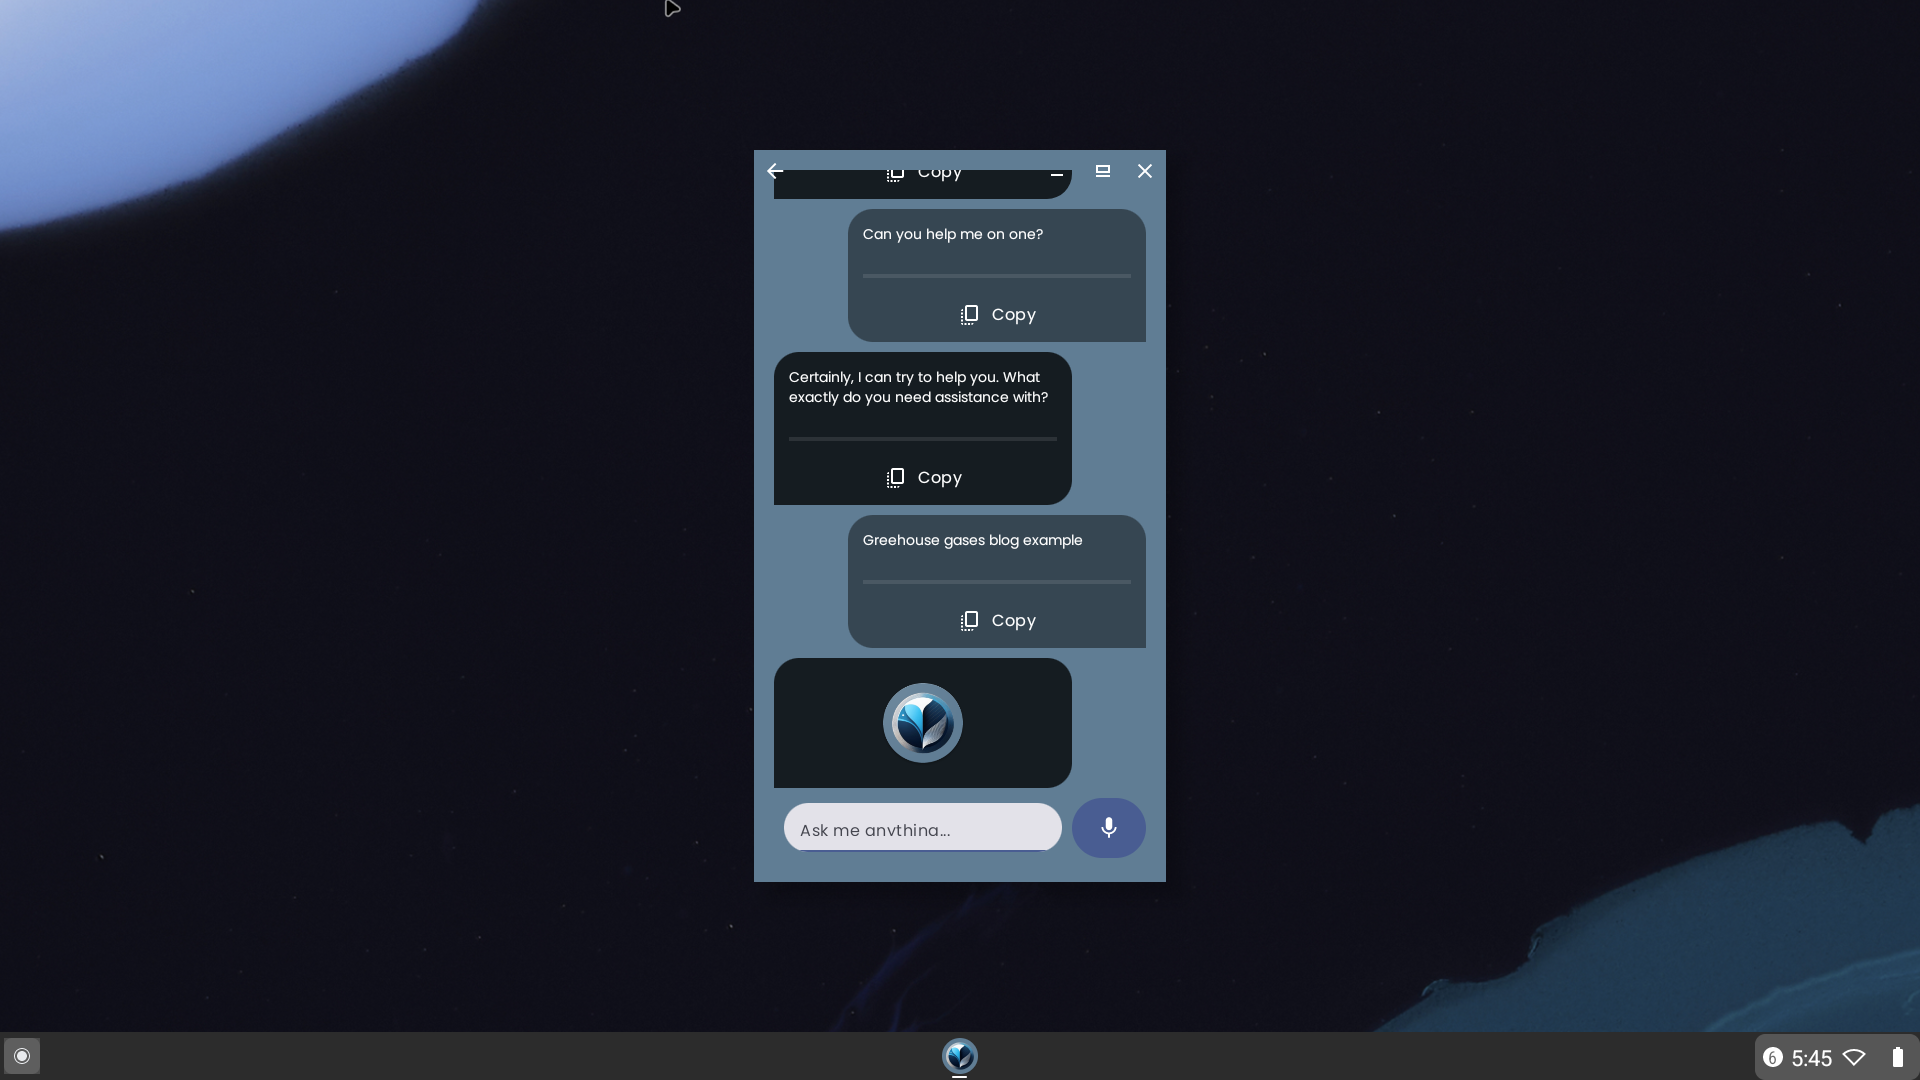 Copy
Can you help me on one?
Copy
Certainly, I can try to help you. What
exactly do you need assistance with?
Copy
Greehouse gases blog example
Copy
Ask me anything...
6 5:45